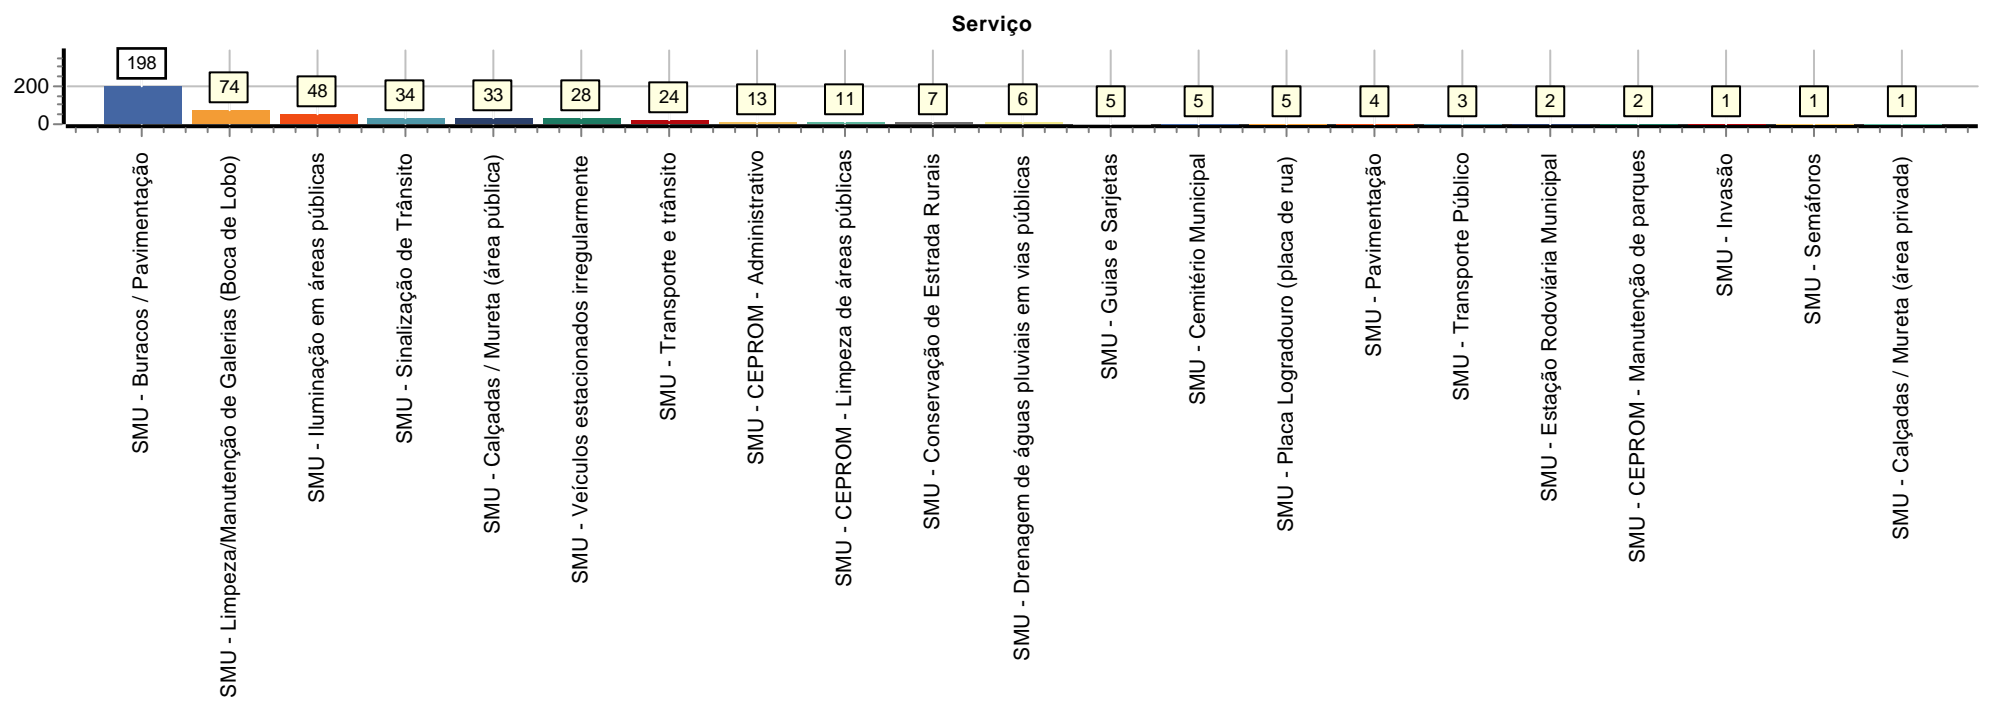 Serviço
200
0
198
74
48
34
33
28
24
13
11
7
6
5
5
5
4
3
2
2
1
1
1
SMU - Buracos / Pavimentação
SMU - Limpeza/Manutenção de Galerias (Boca de Lobo)
SMU - Iluminação em áreas públicas
SMU - Sinalização de Trânsito
SMU - Calçadas / Mureta (área pública)
SMU - Veículos estacionados irregularmente
SMU - Transporte e trânsito
SMU - CEPROM - Administrativo
SMU - CEPROM - Limpeza de áreas públicas
SMU - Conservação de Estrada Rurais
SMU - Drenagem de águas pluviais em vias públicas
SMU - Guias e Sarjetas
SMU - Cemitério Municipal
SMU - Placa Logradouro (placa de rua)
SMU - Pavimentação
SMU - Transporte Público
SMU - Estação Rodoviária Municipal
SMU - CEPROM - Manutenção de parques
SMU - Invasão
SMU - Semáforos
SMU - Calçadas / Mureta (área privada)